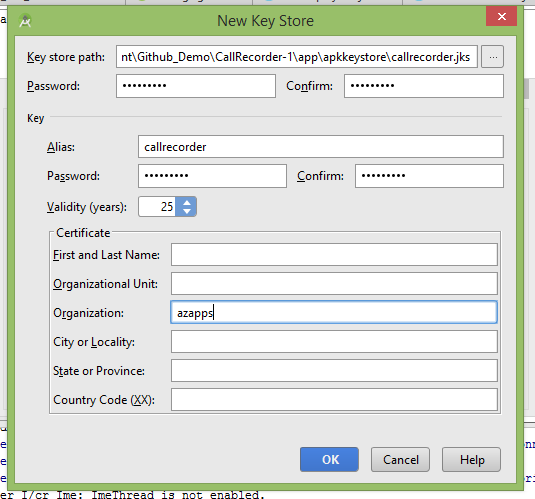 New Key Store
Key store path: nt\Github_Demo\CallRecorder-1\app\apkkeystore\callrecorder.jks ...
Password: ••••••••• Confirm: •••••••••
Key
Alias: callrecorder
Password: ••••••••• Confirm: •••••••••
Validity (years): 25
Certificate
First and Last Name:
Organizational Unit:
Organization: azapps
City or Locality:
State or Province:
Country Code (XX):
OK Cancel Help
er I/cr_Ime: ImeThread is not enabled.